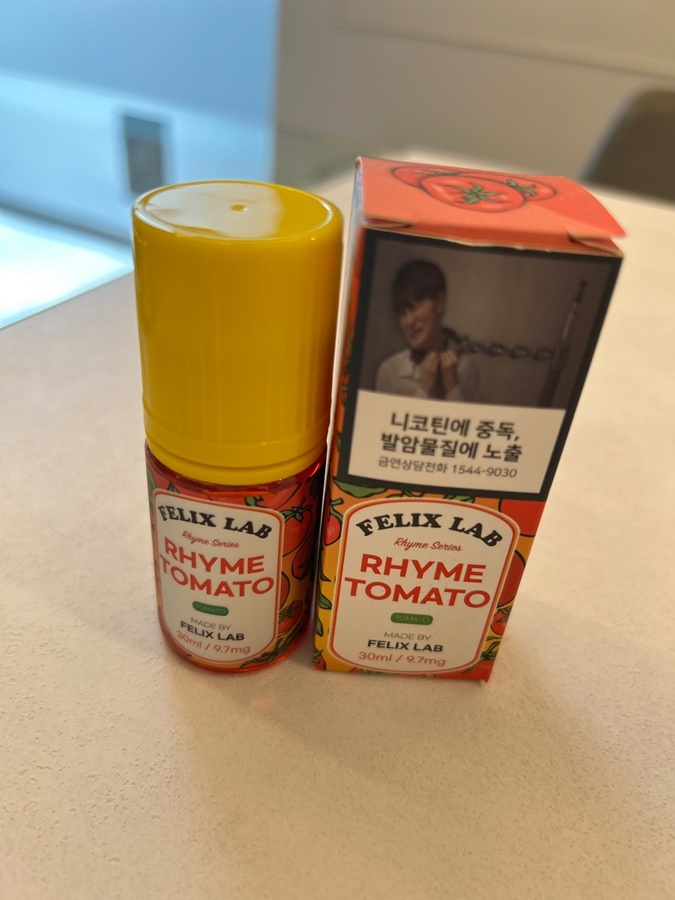 FELIX LAB
Rhyme Series
RHYME
TOMATO
TOMATO
MADE BY
FELIX LAB
30ml / 9.7mg
니코틴에 중독,
발암물질에 노출
금연상담전화 1544-9030
FELIX LAB
Rhyme Series
RHYME
TOMATO
TOMATO
MADE BY
FELIX LAB
30ml / 9.7mg